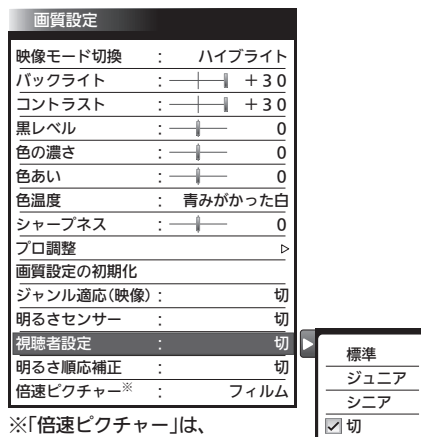 画質設定
映像モード切換 : ハイブライト
バックライト : +30
コントラスト : +30
黒レベル : 0
色の濃さ : 0
色あい : 0
色温度 : 青みがかった白
シャープネス : 0
プロ調整
画質設定の初期化
ジャンル適応(映像) : 切
明るさセンサー : 切
視聴者設定 : 切
明るさ順応補正 : 切
倍速ピクチャー※ : フィルム
標準
ジュニア
シニア
切
※「倍速ピクチャー」は、